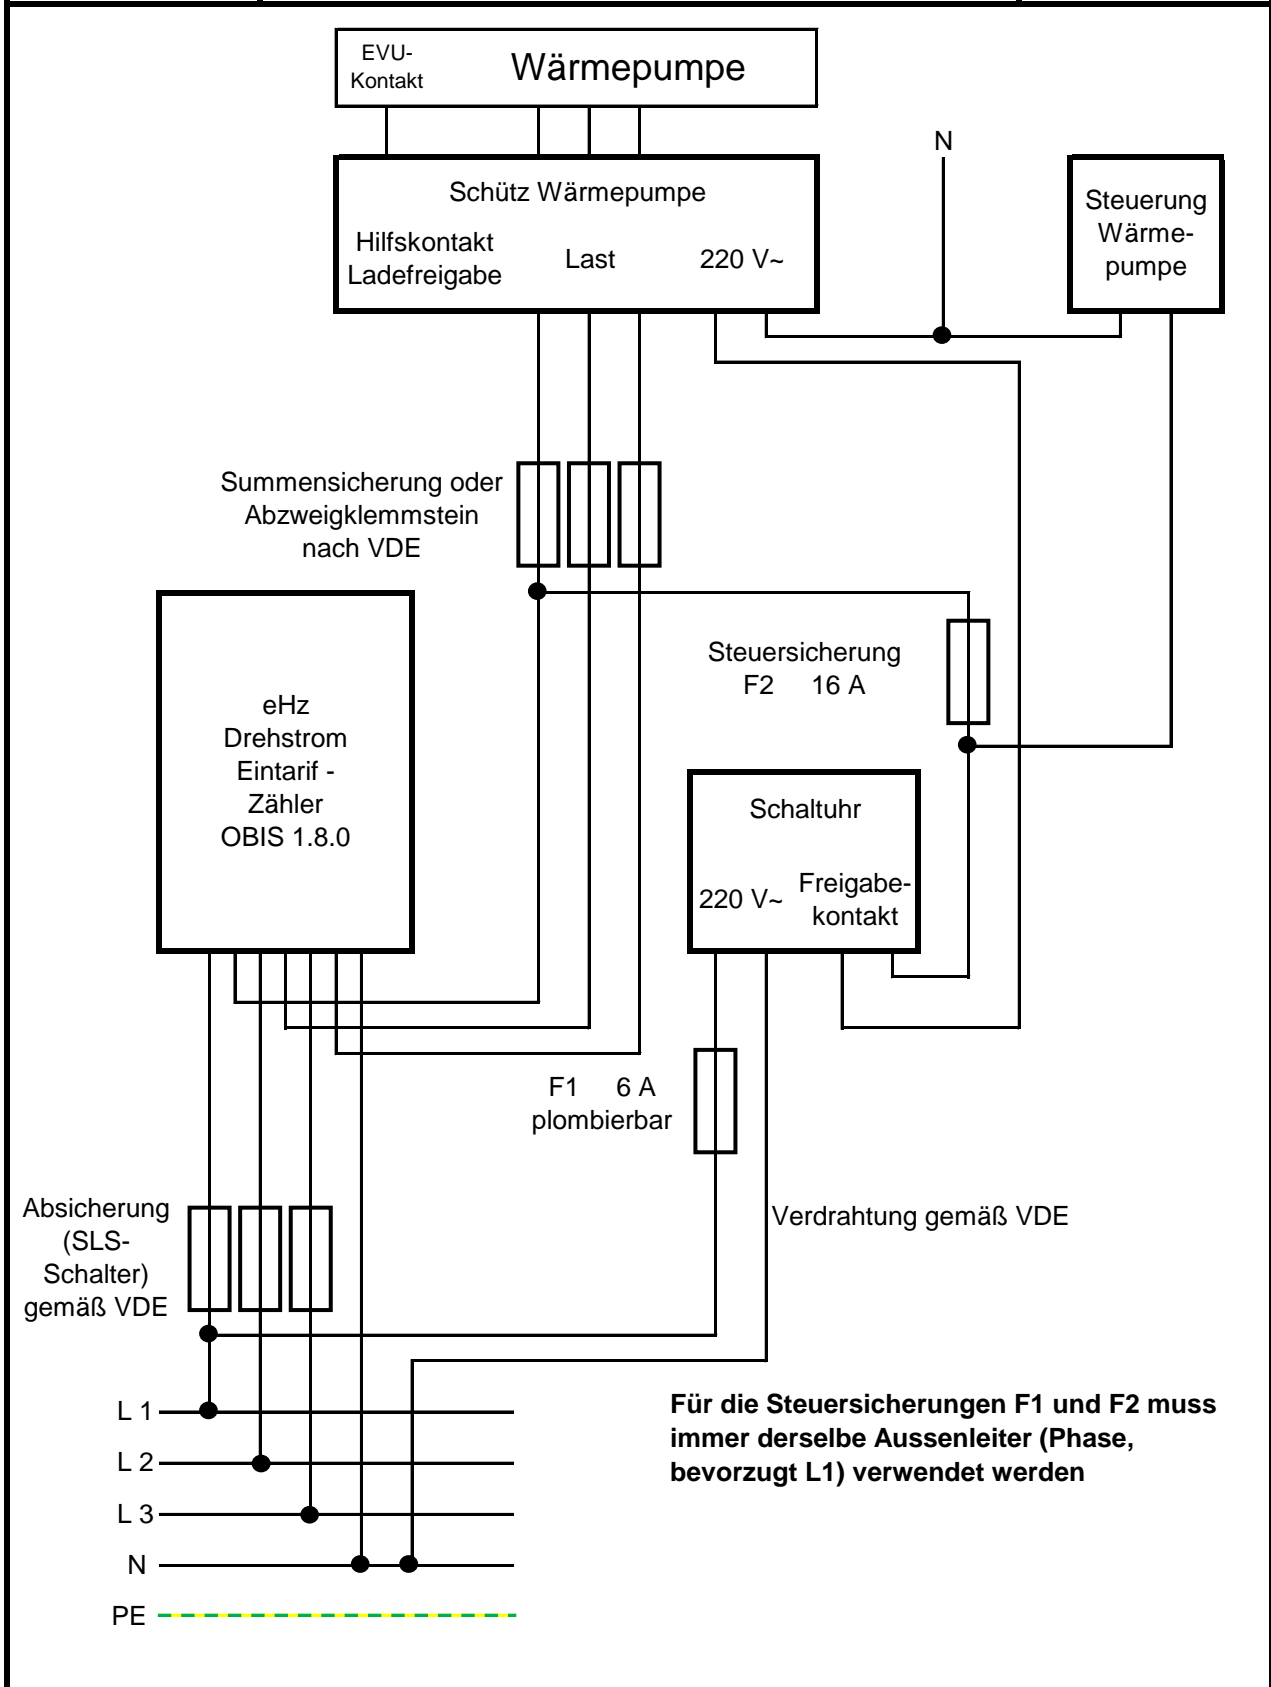 EVU-
Kontakt
Wärmepumpe
N
Schütz Wärmepumpe
Hilfskontakt
Ladefreigabe
Last
220 V~
Steuerung
Wärme-
pumpe
Summensicherung oder
Abzweigklemmstein
nach VDE
Steuersicherung
F2 16 A
eHz
Drehstrom
Eintarif -
Zähler
OBIS 1.8.0
Schaltuhr
220 V~
Freigabe-
kontakt
F1 6 A
plombierbar
Absicherung
(SLS-
Schalter)
gemäß VDE
Verdrahtung gemäß VDE
Für die Steuersicherungen F1 und F2 muss
immer derselbe Aussenleiter (Phase,
bevorzugt L1) verwendet werden
L 1
L 2
L 3
N
PE